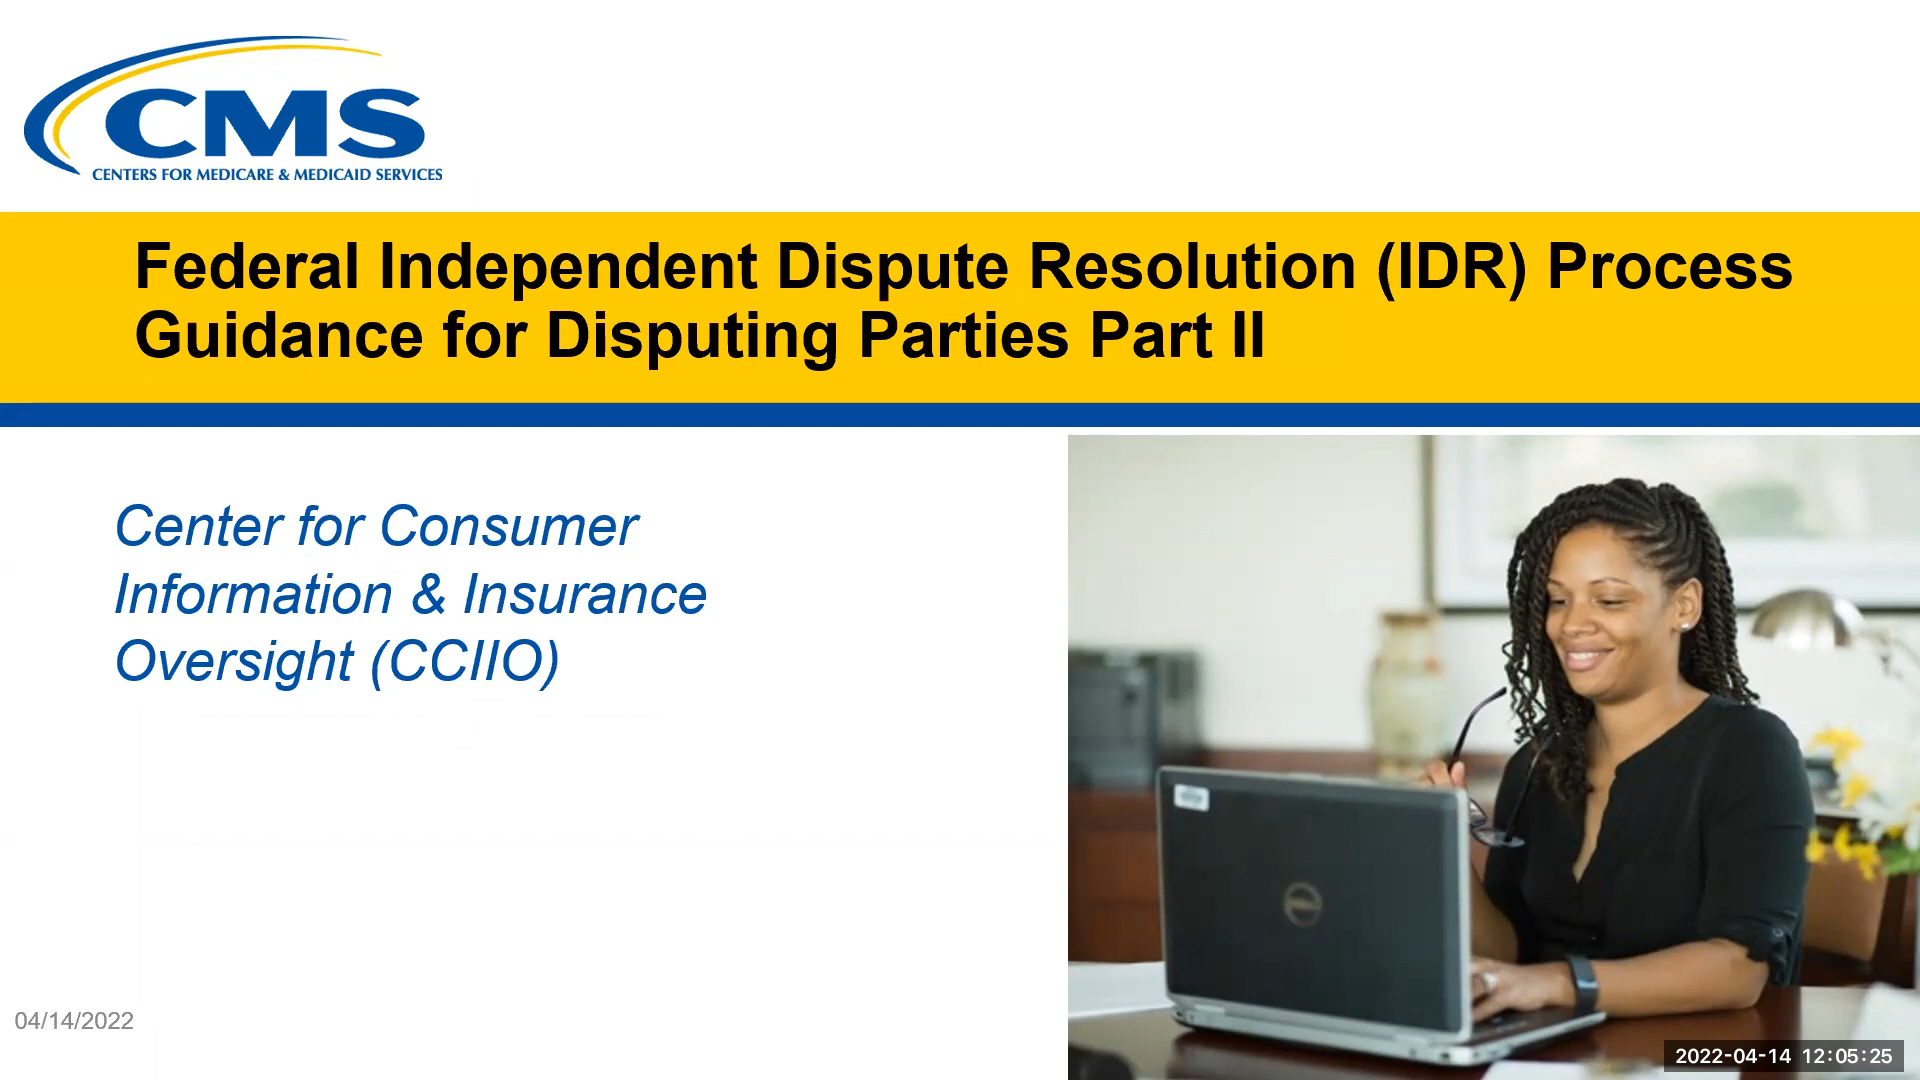 CMS
CENTERS FOR MEDICARE & MEDICAID SERVICES
Federal Independent Dispute Resolution (IDR) Process
Guidance for Disputing Parties Part II
Center for Consumer
Information & Insurance
Oversight (CCIIO)
04/14/2022
2022-04-14 12:05:25